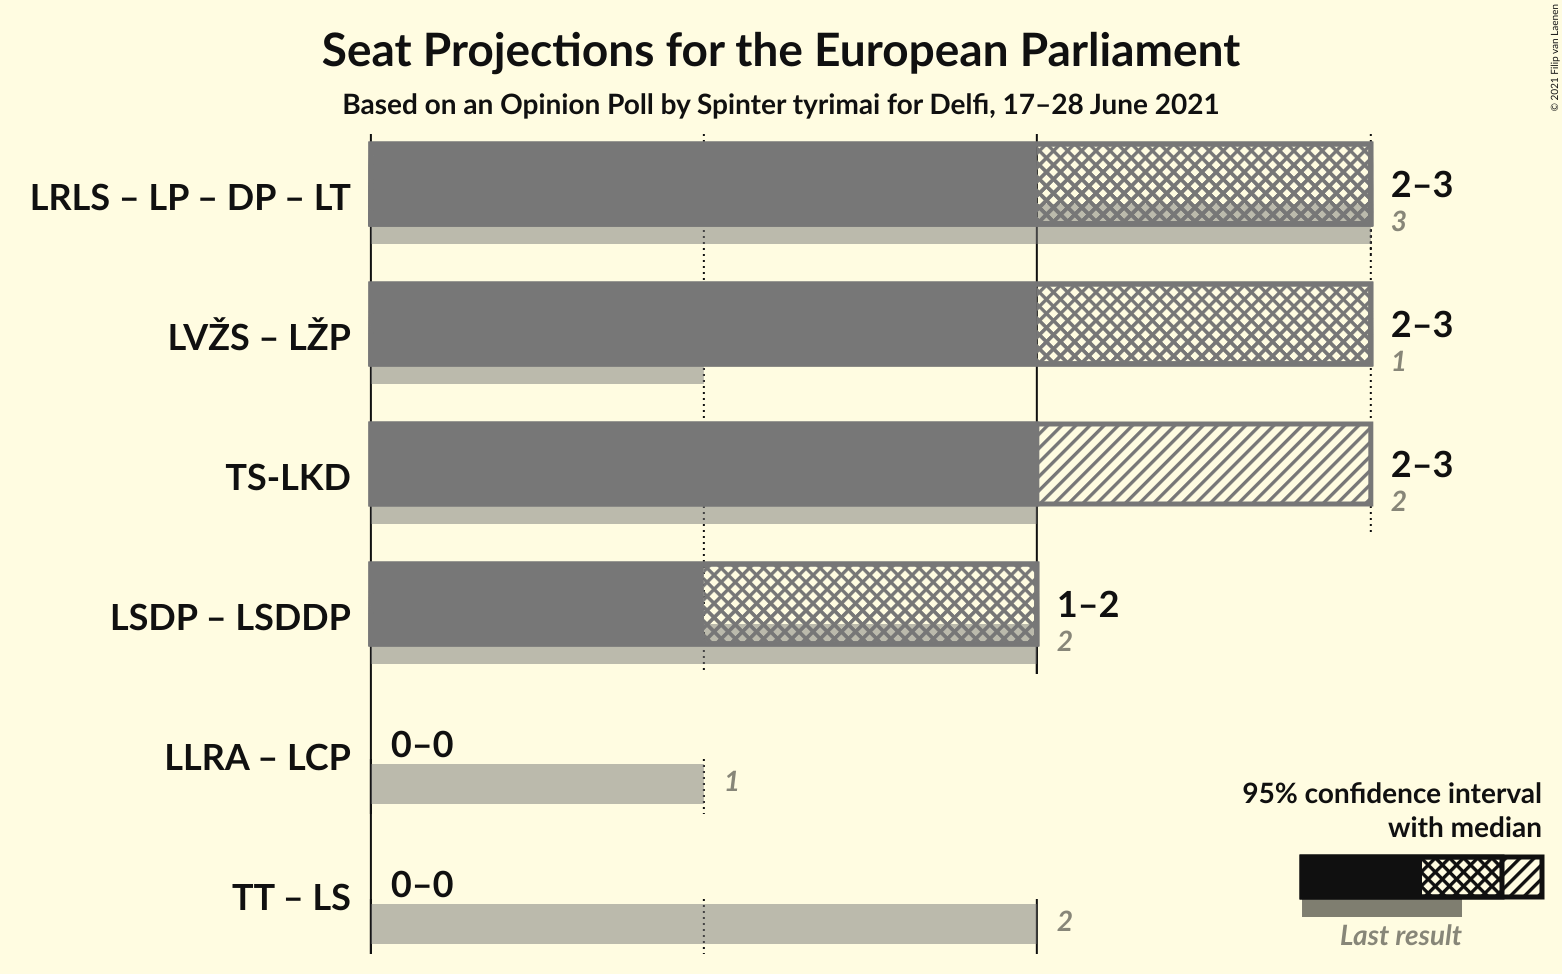 Seat Projections for the European Parliament
Based on an Opinion Poll by Spinter tyrimai for Delfi, 17–28 June 2021
© 2021 Filip van Laenen
LRLS – LP – DP – LT
2–3
3
LVŽS – LŽP
2–3
1
TS-LKD
2–3
2
LSDP – LSDDP
1–2
2
LLRA – LCP
0–0
1
TT – LS
0–0
2
95% confidence interval
with median
Last result